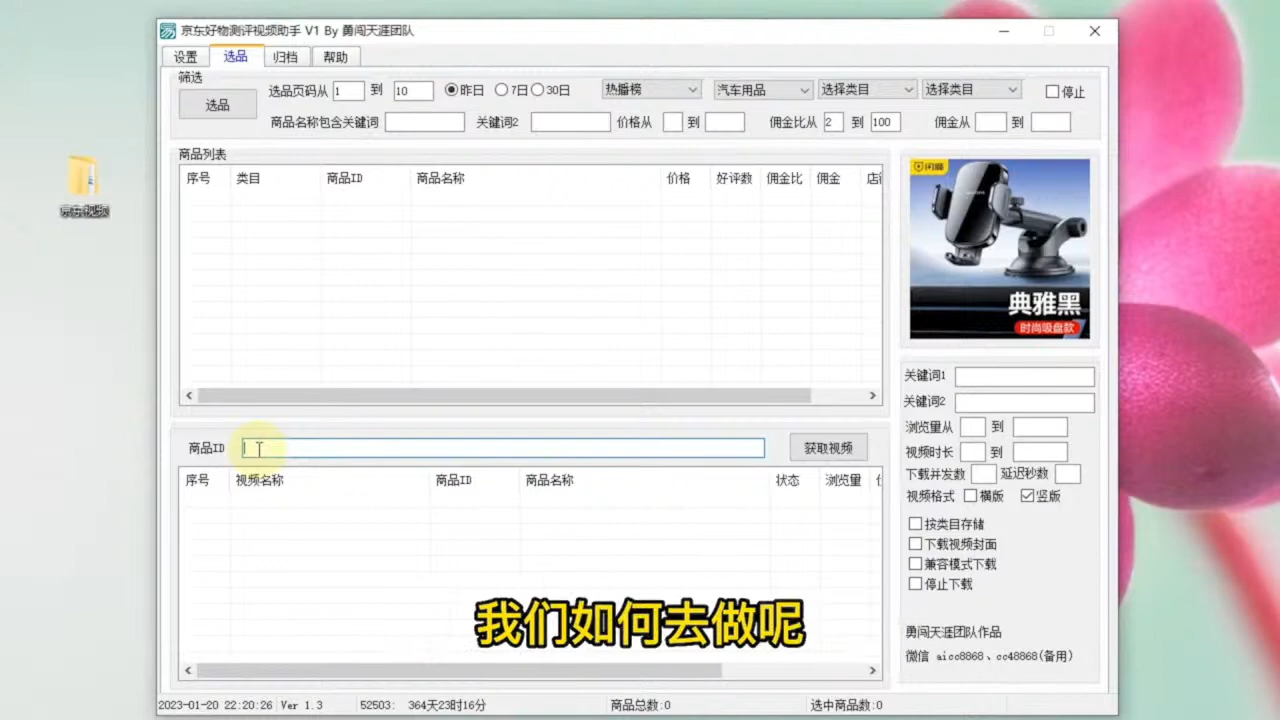 京东好物测评视频助手 V1 By 勇闯天涯团队
设置 选品 归档 帮助
筛选
选品 选品页码从 1 到 10 昨日 7日 30日 热播榜 汽车用品 选择类目 选择类目 停止
商品名称包含关键词 关键词2 价格从 到 佣金比从 2 到 100 佣金从 到
商品列表
序号 类目 商品ID 商品名称 价格 好评数 佣金比 佣金
京东视频
闪魔
典雅黑
时尚吸盘款
关键词1
关键词2
浏览量从 到
视频时长 到
下载并发数 延迟秒数
视频格式 横版 竖版
按类目存储
下载视频封面
兼容模式下载
停止下载
勇闯天涯团队作品
微信 aicc8868、cc48868(备用)
商品ID 获取视频
序号 视频名称 商品ID 商品名称 状态 浏览量
我们如何去做呢
2023-01-20 22:20:26 Ver 1.3 52503: 364天23时16分 商品总数:0 选中商品数:0